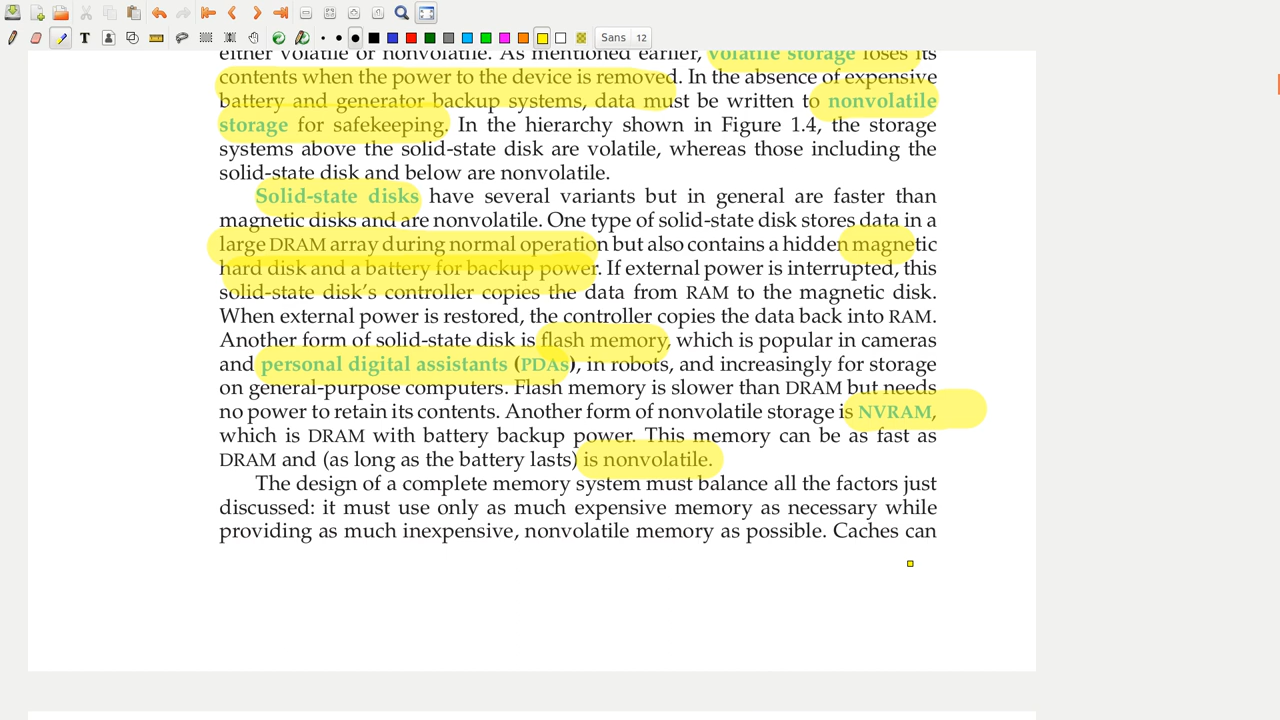 Sans 12
either volatile or nonvolatile. As mentioned earlier, volatile storage loses its
contents when the power to the device is removed. In the absence of expensive
battery and generator backup systems, data must be written to nonvolatile
storage for safekeeping. In the hierarchy shown in Figure 1.4, the storage
systems above the solid-state disk are volatile, whereas those including the
solid-state disk and below are nonvolatile.
Solid-state disks have several variants but in general are faster than
magnetic disks and are nonvolatile. One type of solid-state disk stores data in a
large DRAM array during normal operation but also contains a hidden magnetic
hard disk and a battery for backup power. If external power is interrupted, this
solid-state disk’s controller copies the data from RAM to the magnetic disk.
When external power is restored, the controller copies the data back into RAM.
Another form of solid-state disk is flash memory, which is popular in cameras
and personal digital assistants (PDAs), in robots, and increasingly for storage
on general-purpose computers. Flash memory is slower than DRAM but needs
no power to retain its contents. Another form of nonvolatile storage is NVRAM,
which is DRAM with battery backup power. This memory can be as fast as
DRAM and (as long as the battery lasts) is nonvolatile.
The design of a complete memory system must balance all the factors just
discussed: it must use only as much expensive memory as necessary while
providing as much inexpensive, nonvolatile memory as possible. Caches can